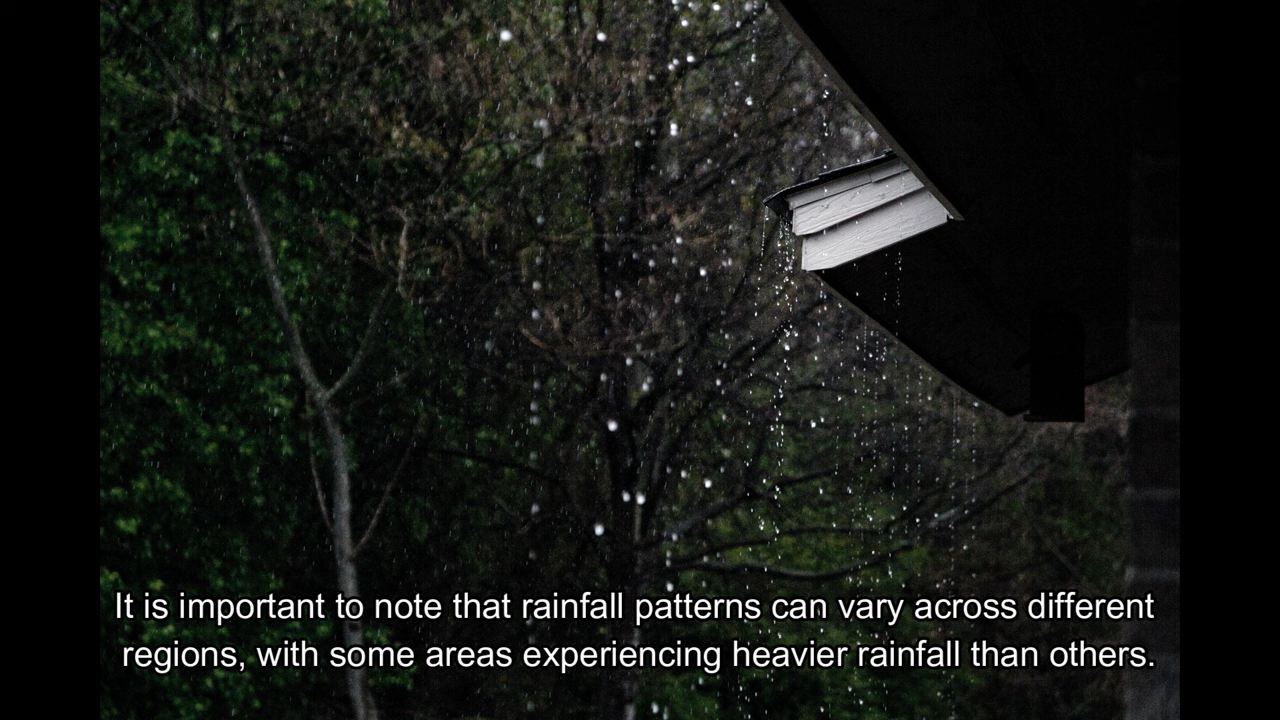 It is important to note that rainfall patterns can vary across different
regions, with some areas experiencing heavier rainfall than others.